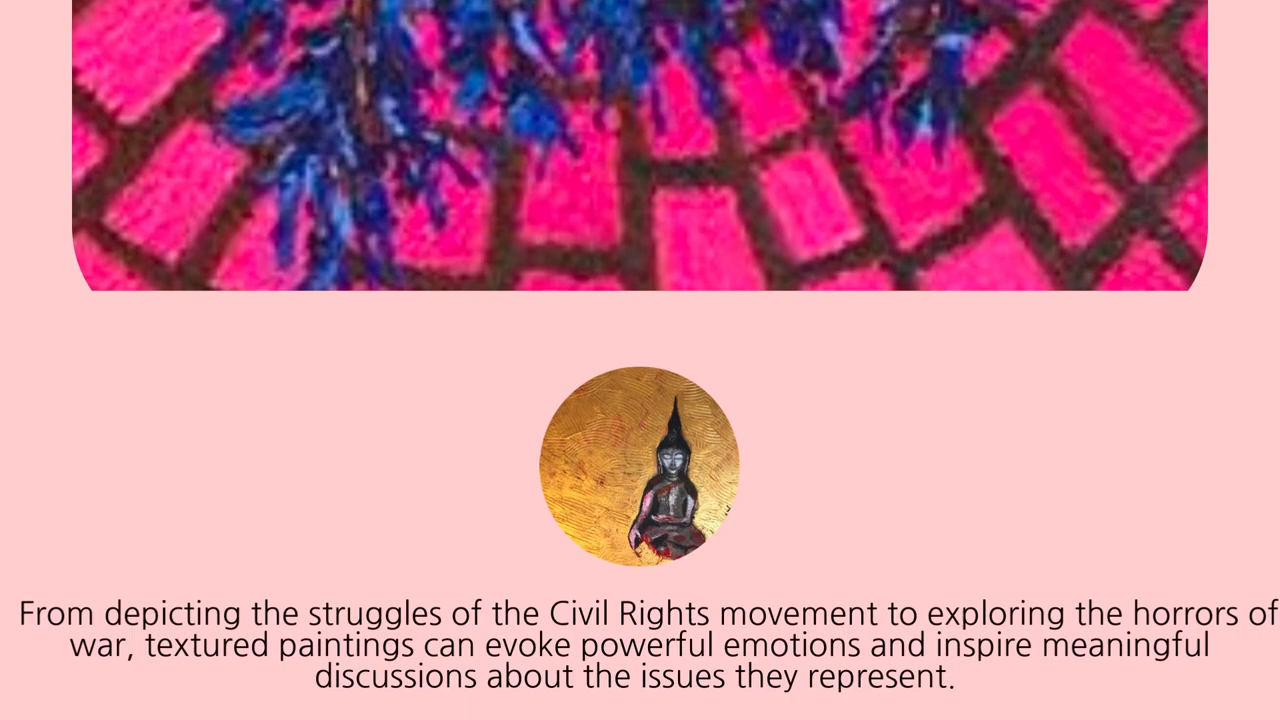 From depicting the struggles of the Civil Rights movement to exploring the horrors of
war, textured paintings can evoke powerful emotions and inspire meaningful
discussions about the issues they represent.